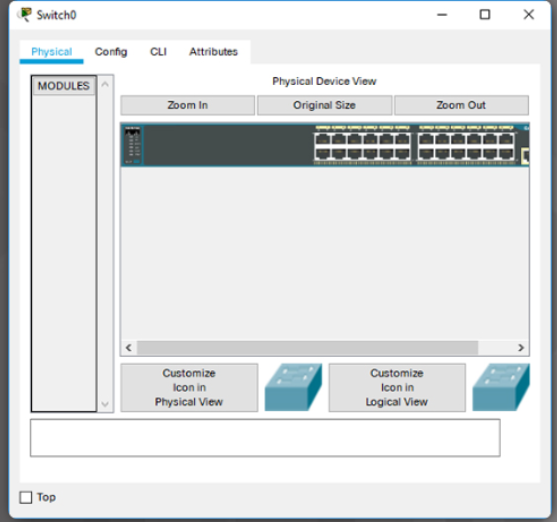 Switch0
Physical Config CLI Attributes
MODULES
Physical Device View
Zoom In Original Size Zoom Out
Customize
Icon in
Physical View
Customize
Icon in
Logical View
Top